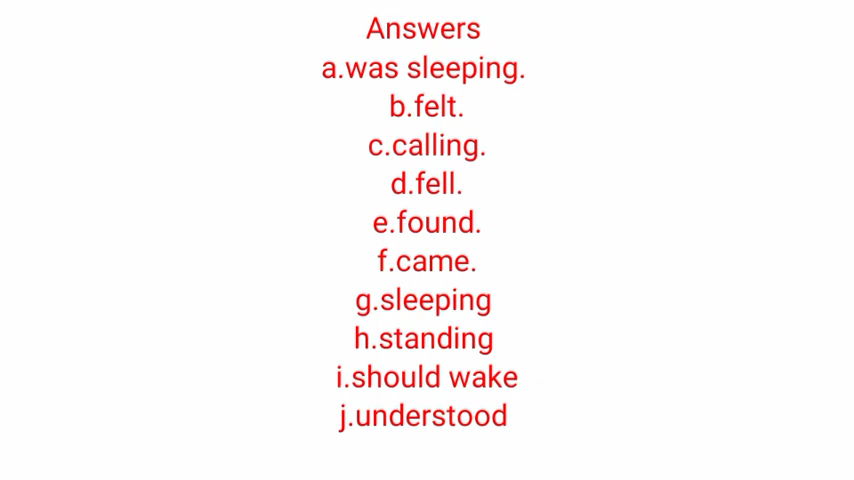 Answers
a.was sleeping.
b.felt.
c.calling.
d.fell.
e.found.
f.came.
g.sleeping
h.standing
i.should wake
j.understood